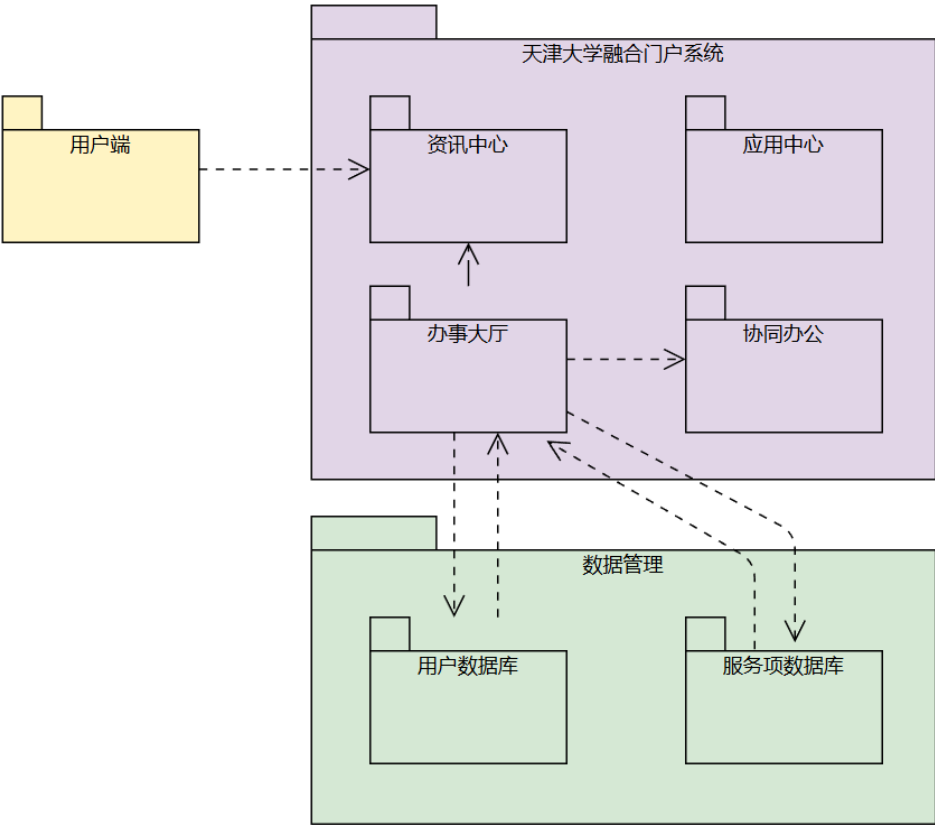 天津大学融合门户系统
用户端
资讯中心
应用中心
办事大厅
协同办公
数据管理
用户数据库
服务项数据库